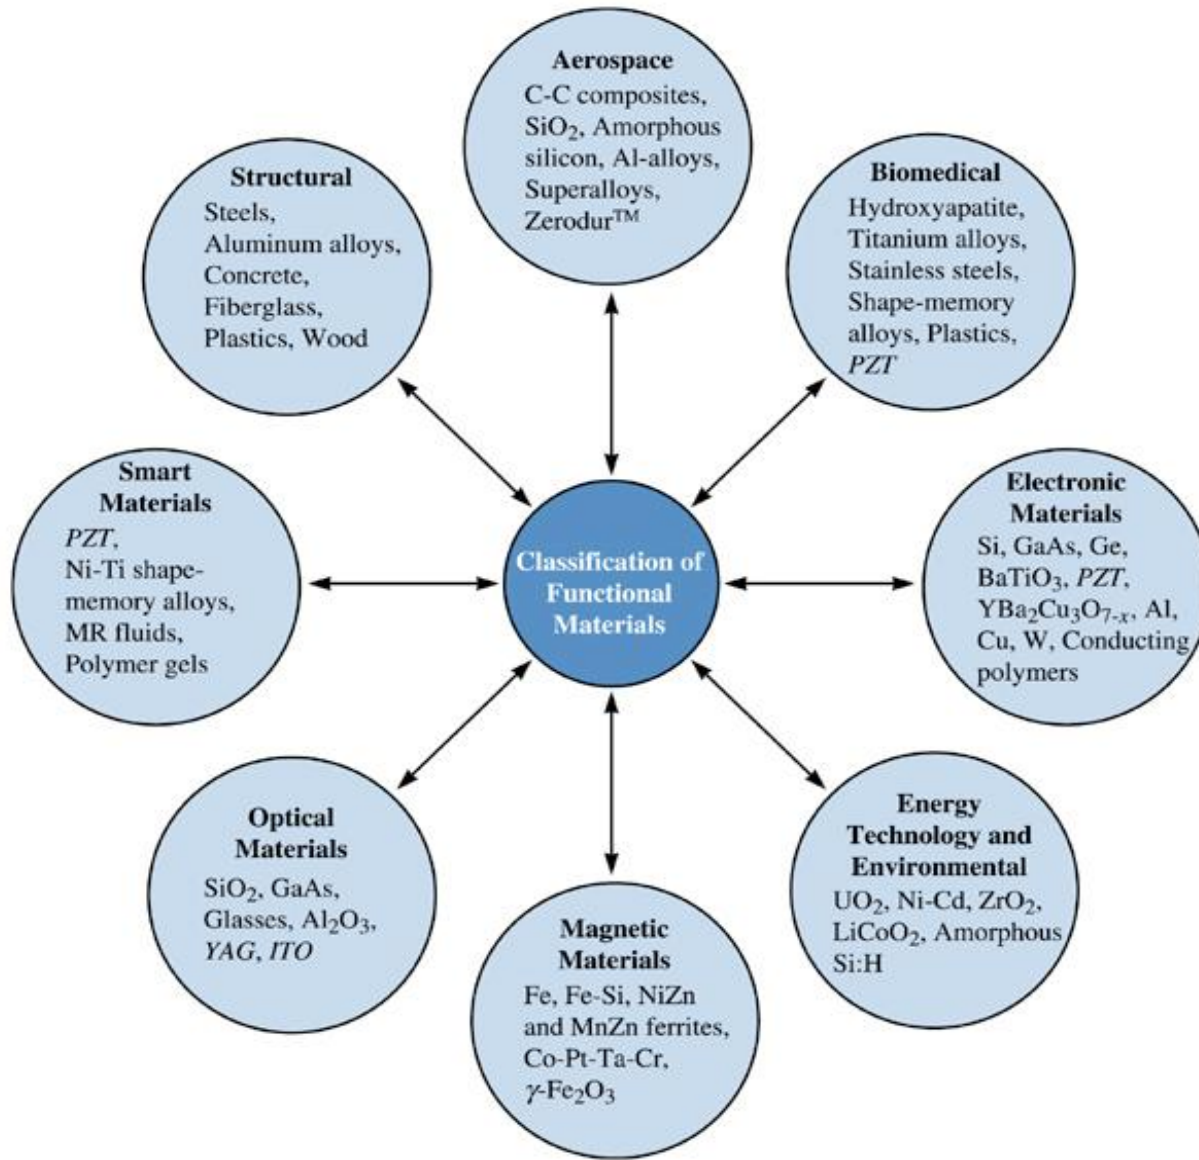 Aerospace
C-C composites,
SiO₂, Amorphous
silicon, Al-alloys,
Superalloys,
Zerodur™
Structural
Steels,
Aluminum alloys,
Concrete,
Fiberglass,
Plastics, Wood
Biomedical
Hydroxyapatite,
Titanium alloys,
Stainless steels,
Shape-memory
alloys, Plastics,
PZT
Smart
Materials
PZT,
Ni-Ti shape-
memory alloys,
MR fluids,
Polymer gels
Classification of
Functional
Materials
Electronic
Materials
Si, GaAs, Ge,
BaTiO₃, PZT,
YBa₂Cu₃O₇₋ₓ, Al,
Cu, W, Conducting
polymers
Optical
Materials
SiO₂, GaAs,
Glasses, Al₂O₃,
YAG, ITO
Magnetic
Materials
Fe, Fe-Si, NiZn
and MnZn ferrites,
Co-Pt-Ta-Cr,
γ-Fe₂O₃
Energy
Technology and
Environmental
UO₂, Ni-Cd, ZrO₂,
LiCoO₂, Amorphous
Si:H